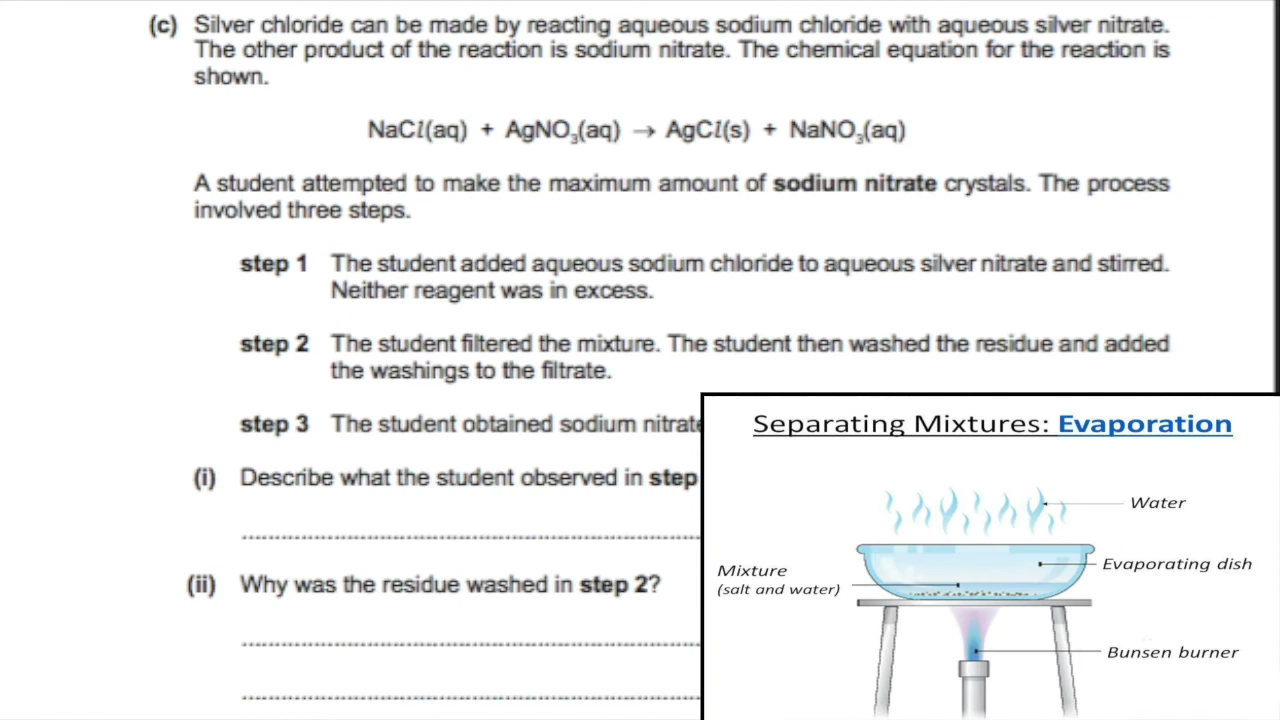 (c) Silver chloride can be made by reacting aqueous sodium chloride with aqueous silver nitrate.
The other product of the reaction is sodium nitrate. The chemical equation for the reaction is
shown.
NaCl(aq) + AgNO₃(aq) → AgCl(s) + NaNO₃(aq)
A student attempted to make the maximum amount of sodium nitrate crystals. The process
involved three steps.
step 1 The student added aqueous sodium chloride to aqueous silver nitrate and stirred.
Neither reagent was in excess.
step 2 The student filtered the mixture. The student then washed the residue and added
the washings to the filtrate.
step 3 The student obtained sodium nitrate
(i) Describe what the student observed in step
(ii) Why was the residue washed in step 2?
Separating Mixtures: Evaporation
Water
Evaporating dish
Mixture
(salt and water)
Bunsen burner